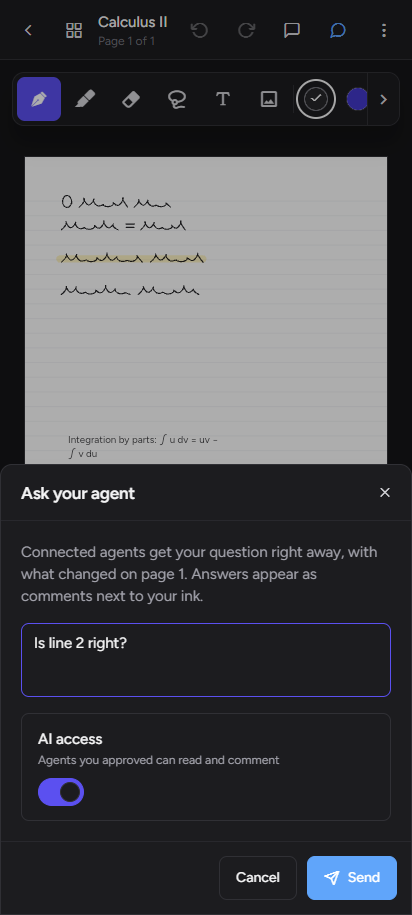 Calculus II
Page 1 of 1
T
Integration by parts: ∫ u dv = uv −
∫ v du
Ask your agent
Connected agents get your question right away, with
what changed on page 1. Answers appear as
comments next to your ink.
Is line 2 right?
AI access
Agents you approved can read and comment
Cancel
Send